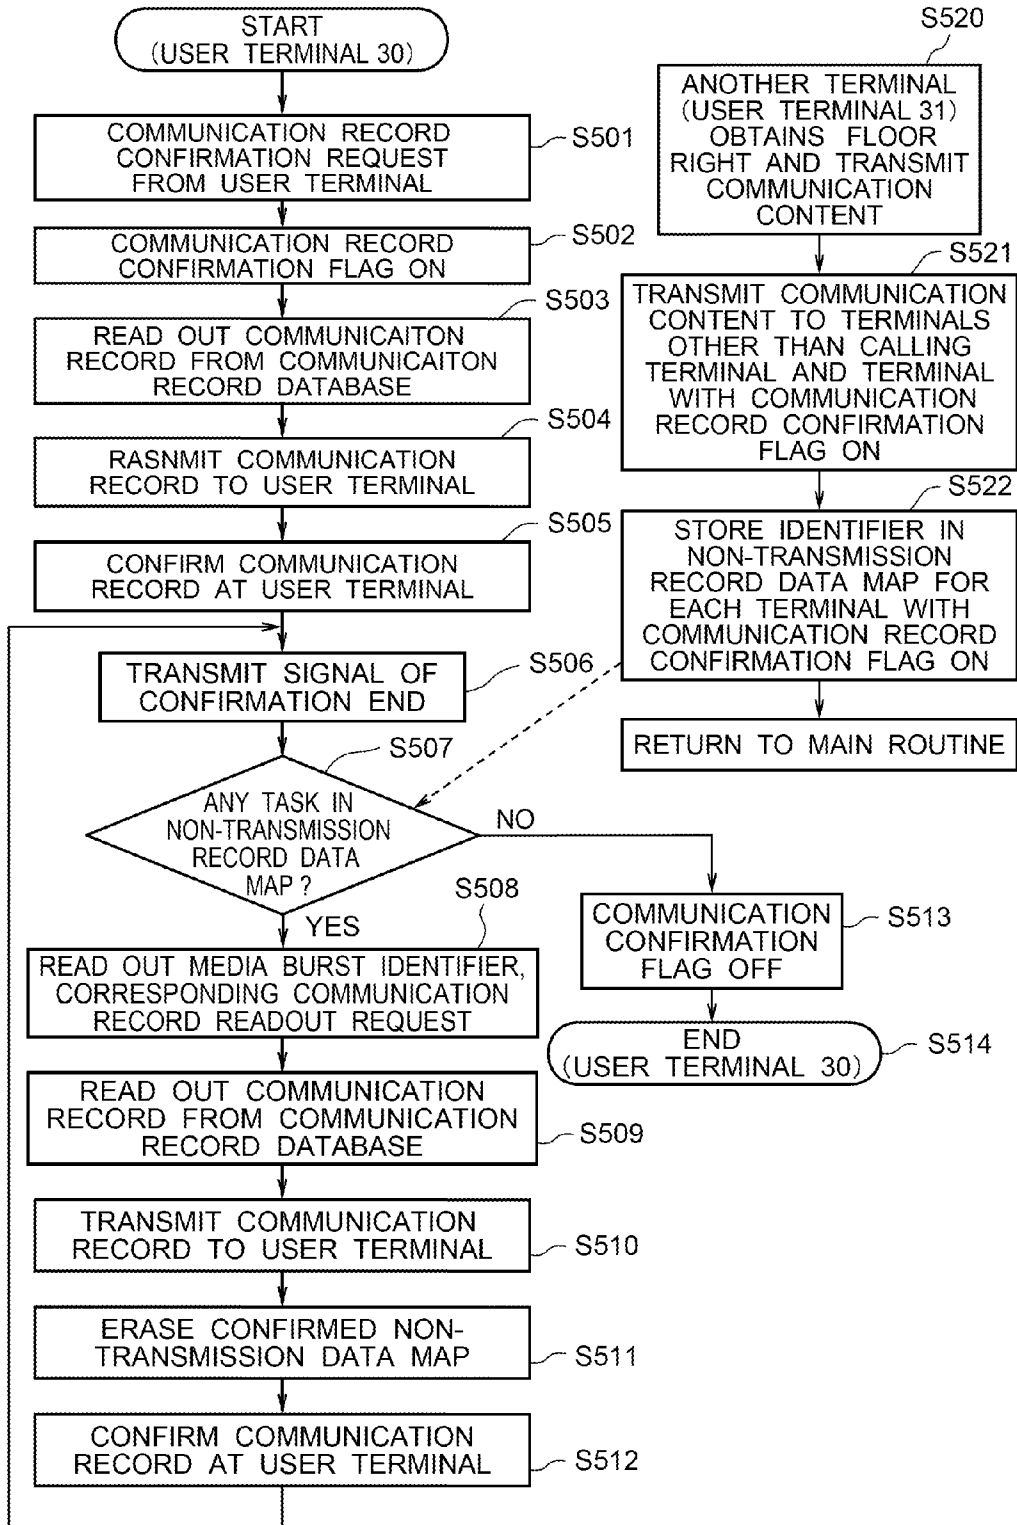 START
(USER TERMINAL 30)
COMMUNICATION RECORD
CONFIRMATION REQUEST
FROM USER TERMINAL
S501
COMMUNICATION RECORD
CONFIRMATION FLAG ON
S502
READ OUT COMMUNICAITON
RECORD FROM COMMUNICAITON
RECORD DATABASE
S503
RASNMIT COMMUNICATION
RECORD TO USER TERMINAL
S504
CONFIRM COMMUNICATION
RECORD AT USER TERMINAL
S505
TRANSMIT SIGNAL OF
CONFIRMATION END
S506
ANY TASK IN
NON-TRANSMISSION
RECORD DATA
MAP?
S507
NO
YES
READ OUT MEDIA BURST IDENTIFIER,
CORRESPONDING COMMUNICATION
RECORD READOUT REQUEST
S508
READ OUT COMMUNICATION
RECORD FROM COMMUNICATION
RECORD DATABASE
S509
TRANSMIT COMMUNICATION
RECORD TO USER TERMINAL
S510
ERASE CONFIRMED NON-
TRANSMISSION DATA MAP
S511
CONFIRM COMMUNICATION
RECORD AT USER TERMINAL
S512
COMMUNICATION
CONFIRMATION
FLAG OFF
S513
END
(USER TERMINAL 30)
S514
S520
ANOTHER TERMINAL
(USER TERMINAL 31)
OBTAINS FLOOR
RIGHT AND TRANSMIT
COMMUNICATION
CONTENT
S521
TRANSMIT COMMUNICATION
CONTENT TO TERMINALS
OTHER THAN CALLING
TERMINAL AND TERMINAL
WITH COMMUNICATION
RECORD CONFIRMATION
FLAG ON
S522
STORE IDENTIFIER IN
NON-TRANSMISSION
RECORD DATA MAP FOR
EACH TERMINAL WITH
COMMUNICATION RECORD
CONFIRMATION FLAG ON
RETURN TO MAIN ROUTINE